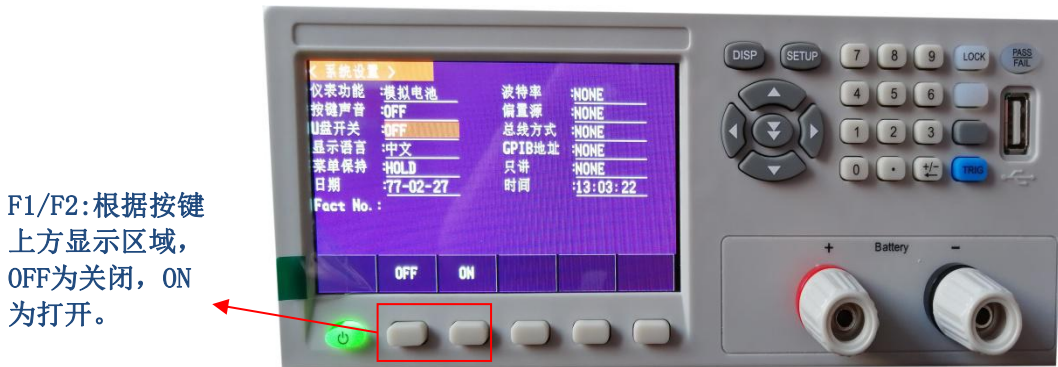 F1/F2:根据按键
上方显示区域，
OFF为关闭，ON
为打开。
< 系统设置 >
仪表功能 :模拟电池
波特率 :NONE
按键声音 :OFF
偏置源 :NONE
U盘开关 :OFF
总线方式 :NONE
显示语言 :中文
GPIB地址 :NONE
菜单保持 :HOLD
只讲 :NONE
日期 :77-02-27
时间 :13:03:22
Fact No.:
OFF ON
DISP SETUP 7 8 9 LOCK PASS FAIL
4 5 6
1 2 3
0 · +/- ← TRIG
+ Battery -